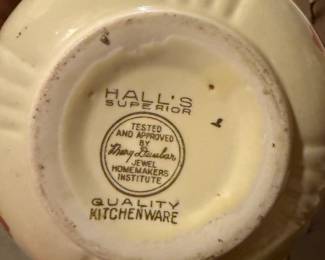 HALL'S
SUPERIOR
TESTED
AND APPROVED
BY
Mary Dunbar
JEWEL
HOMEMAKERS
INSTITUTE
QUALITY
KITCHENWARE